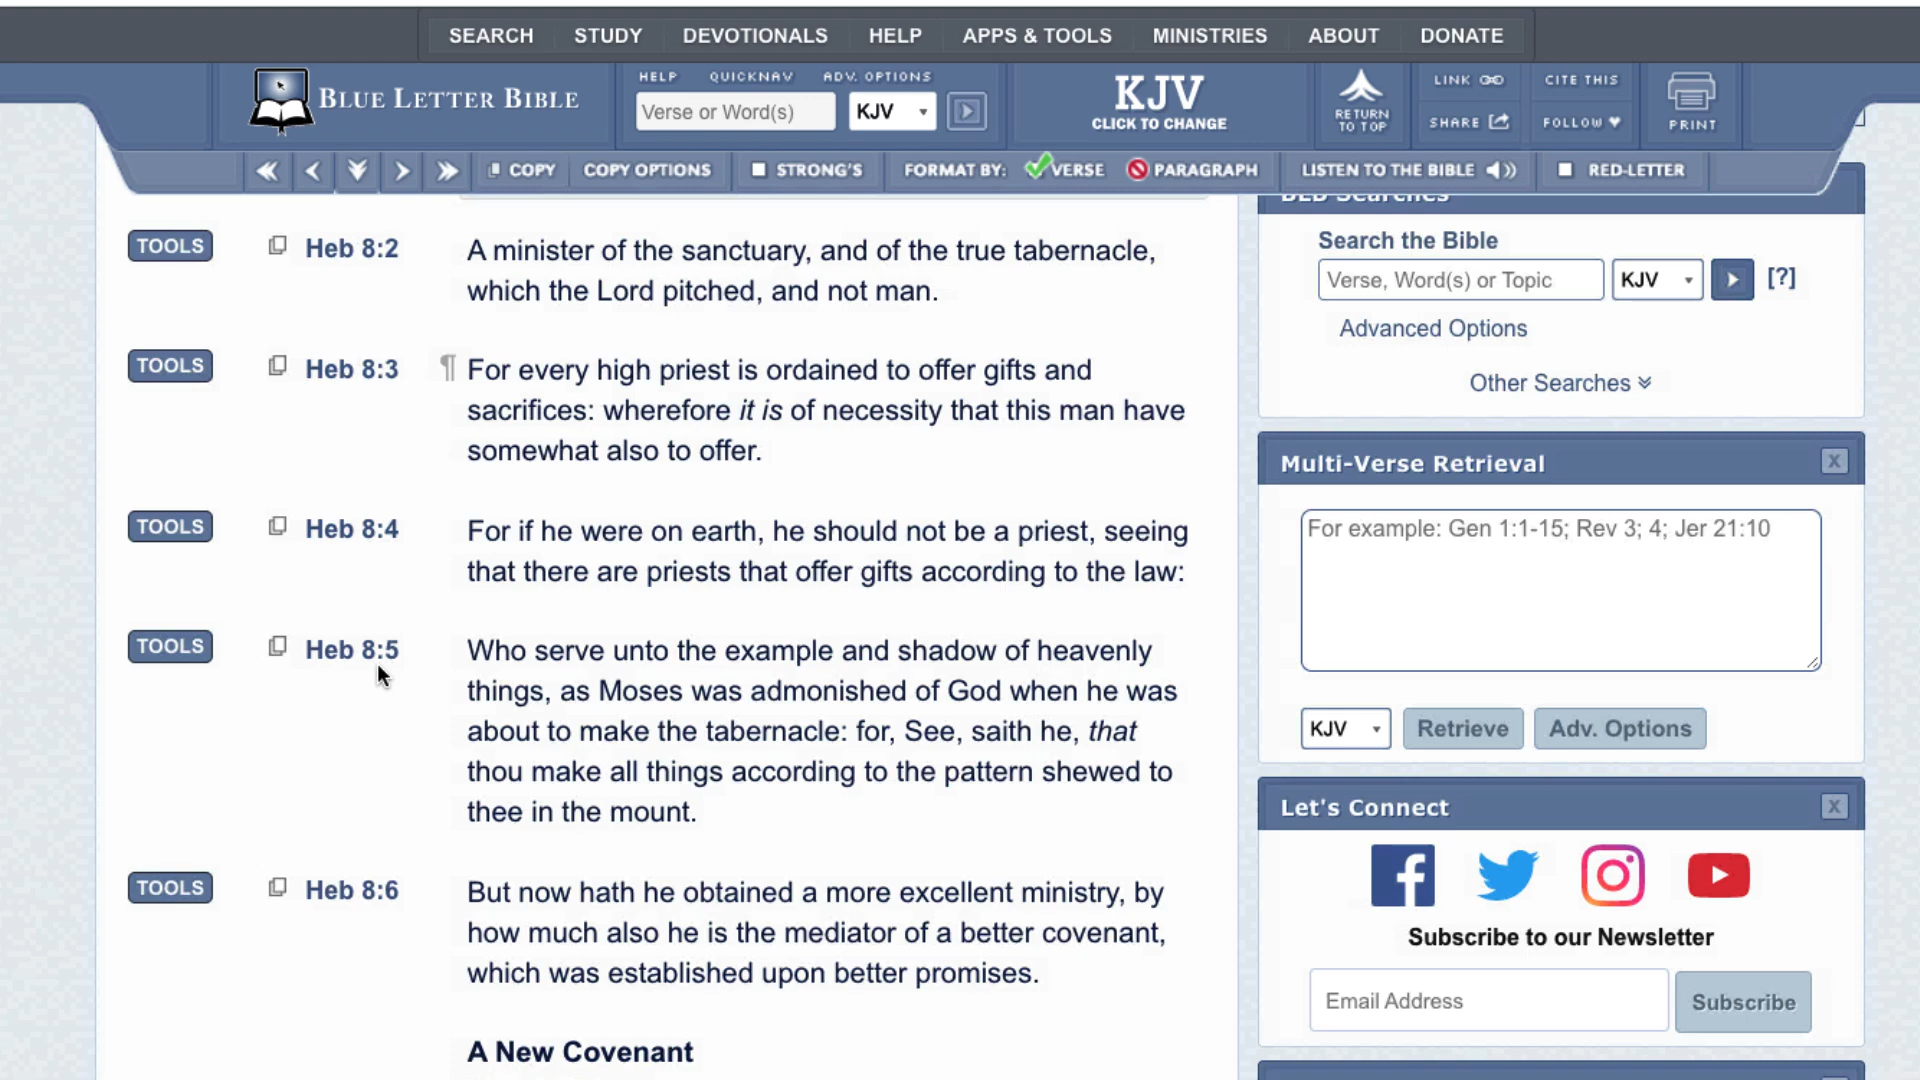 SEARCH STUDY DEVOTIONALS HELP APPS & TOOLS MINISTRIES ABOUT DONATE
BLUE LETTER BIBLE
HELP QUICKNAV ADV. OPTIONS
Verse or Word(s) KJV
KJV
CLICK TO CHANGE
RETURN
TO TOP
LINK
SHARE
CITE THIS
FOLLOW
PRINT
COPY COPY OPTIONS STRONG'S FORMAT BY: VERSE PARAGRAPH LISTEN TO THE BIBLE RED-LETTER
TOOLS Heb 8:2 A minister of the sanctuary, and of the true tabernacle,
which the Lord pitched, and not man.
TOOLS Heb 8:3 ¶ For every high priest is ordained to offer gifts and
sacrifices: wherefore it is of necessity that this man have
somewhat also to offer.
TOOLS Heb 8:4 For if he were on earth, he should not be a priest, seeing
that there are priests that offer gifts according to the law:
TOOLS Heb 8:5 Who serve unto the example and shadow of heavenly
things, as Moses was admonished of God when he was
about to make the tabernacle: for, See, saith he, that
thou make all things according to the pattern shewed to
thee in the mount.
TOOLS Heb 8:6 But now hath he obtained a more excellent ministry, by
how much also he is the mediator of a better covenant,
which was established upon better promises.
A New Covenant
Searches
Search the Bible
Verse, Word(s) or Topic KJV [?]
Advanced Options
Other Searches
Multi-Verse Retrieval X
For example: Gen 1:1-15; Rev 3; 4; Jer 21:10
KJV Retrieve Adv. Options
Let's Connect X
Subscribe to our Newsletter
Email Address Subscribe